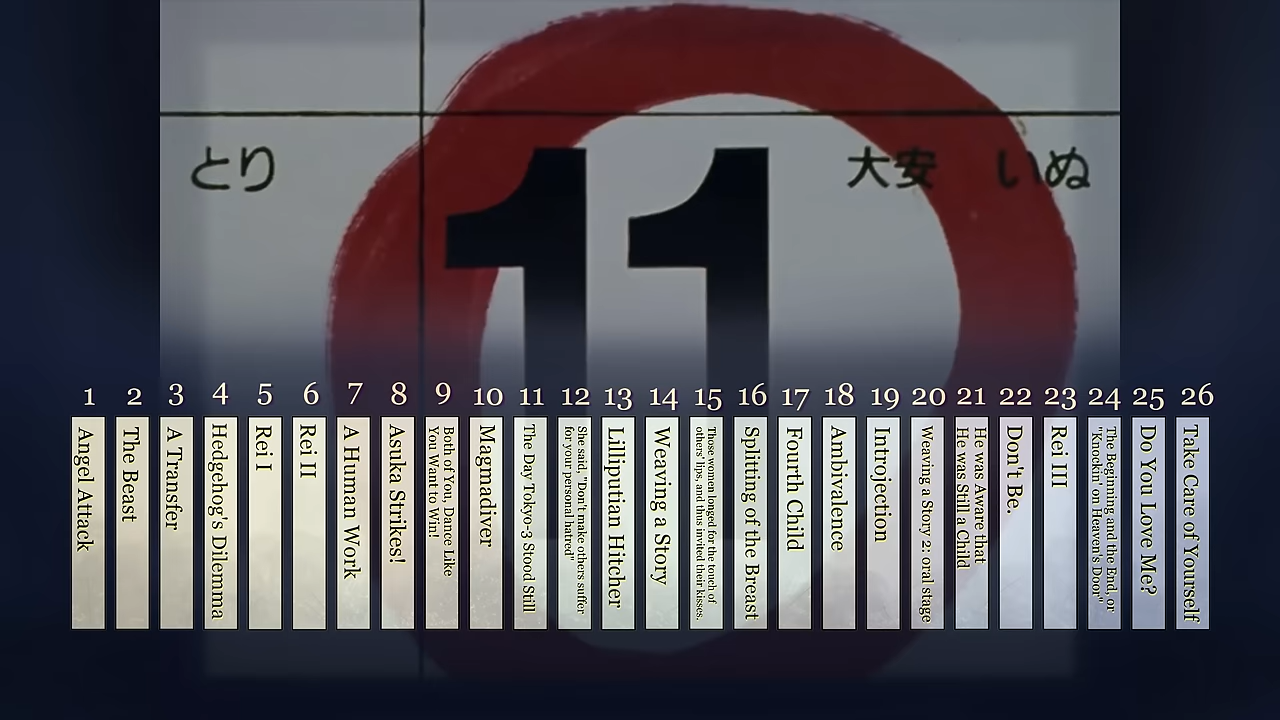 とり
11
大安 いぬ
1
2
3
4
5
6
7
8
9
10
11
12
13
14
15
16
17
18
19
20
21
22
23
24
25
26
Angel Attack
The Beast
A Transfer
Hedgehog's Dilemma
Rei I
Rei II
A Human Work
Asuka Strikes!
Both of You, Dance Like
You Want to Win!
Magmadiver
The Day Tokyo-3 Stood Still
She said, "Don't make others suffer
for your personal hatred"
Lilliputian Hitcher
Weaving a Story
Those women longed for the touch of
others' lips, and thus invited their kisses.
Splitting of the Breast
Fourth Child
Ambivalence
Introjection
Weaving a Story 2: oral stage
He was Aware that
He was Still a Child
Don't Be.
Rei III
The Beginning and the End, or
"Knockin' on Heaven's Door"
Do You Love Me?
Take Care of Yourself